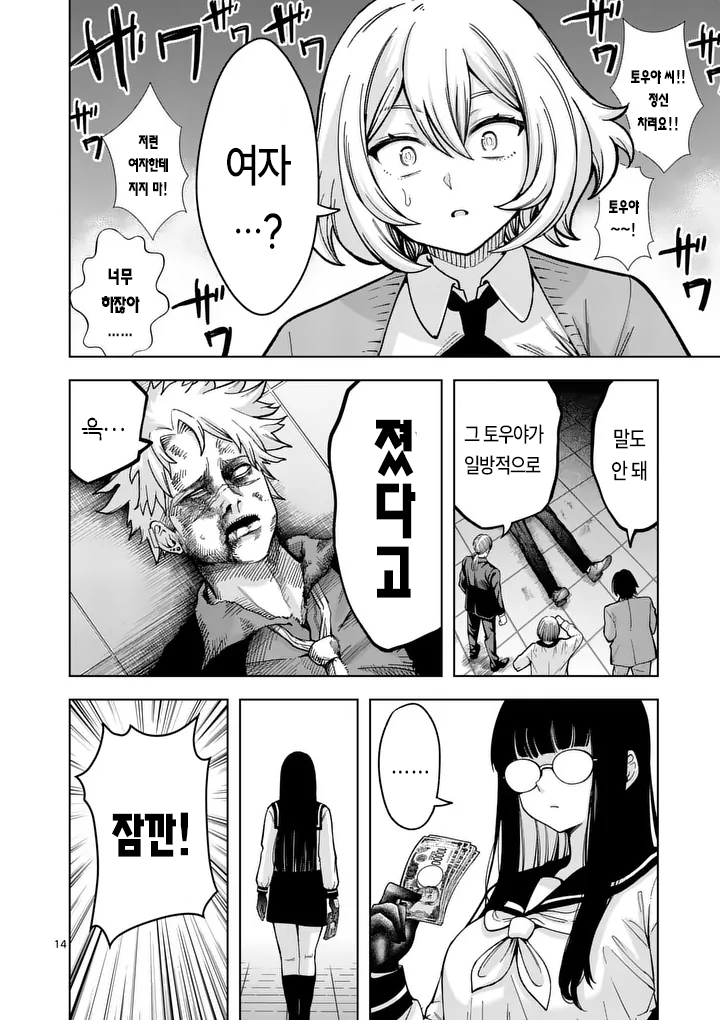 토우야 씨!!
정신
차려요!!
토우야
~~!
여자
…?
저런
여자한테
지지 마!
너무
하잖아
……
ザワ
ザワ
ザワ
ザワ
ザワ
ザワ
말도
안 돼
그 토우야가
일방적으로
졌다고
윽…
……
10000
잠깐!
14